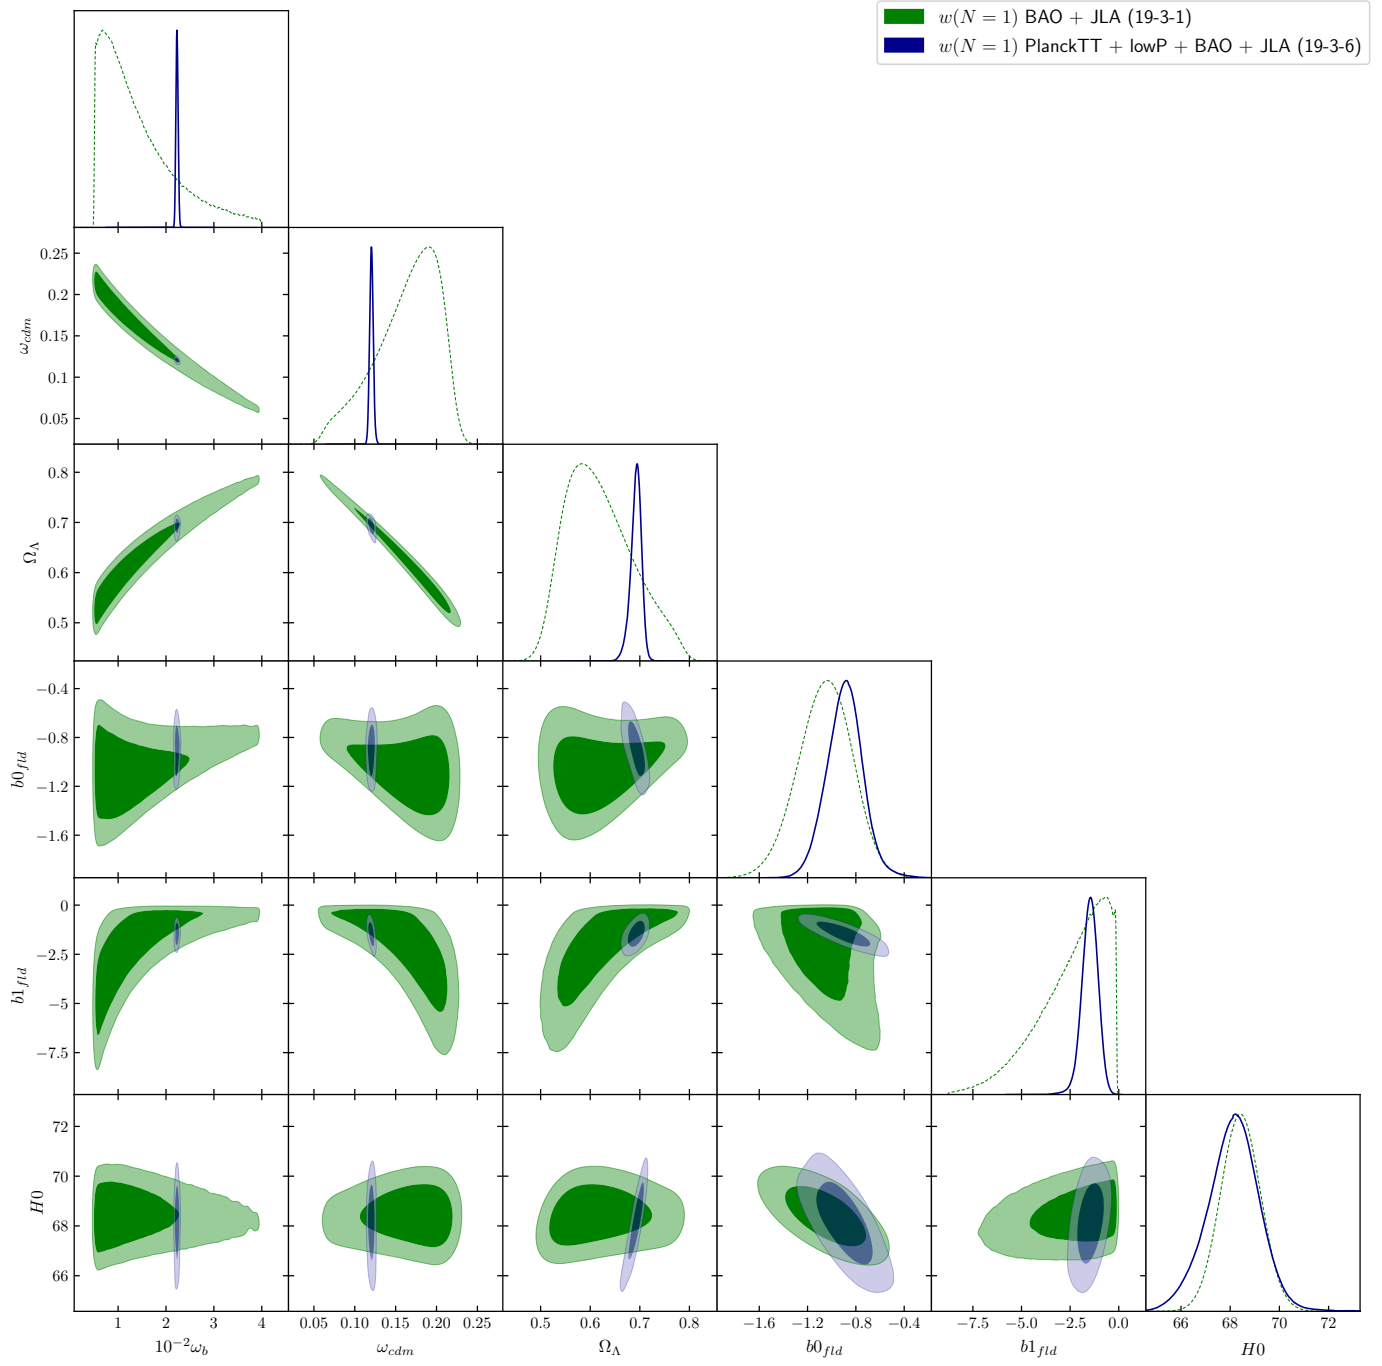 w(N = 1) BAO + JLA (19-3-1)
w(N = 1) PlanckTT + lowP + BAO + JLA (19-3-6)
0.25
0.2
0.15
0.1
0.05
ω_cdm
0.8
0.7
0.6
0.5
Ω_Λ
−0.4
−0.8
−1.2
−1.6
b0_fld
0
−2.5
−5
−7.5
b1_fld
72
70
68
66
H0
1 2 3 4
10^−2 ω_b
0.05 0.10 0.15 0.20 0.25
ω_cdm
0.5 0.6 0.7 0.8
Ω_Λ
−1.6 −1.2 −0.8 −0.4
b0_fld
−7.5 −5.0 −2.5 0.0
b1_fld
66 68 70 72
H0